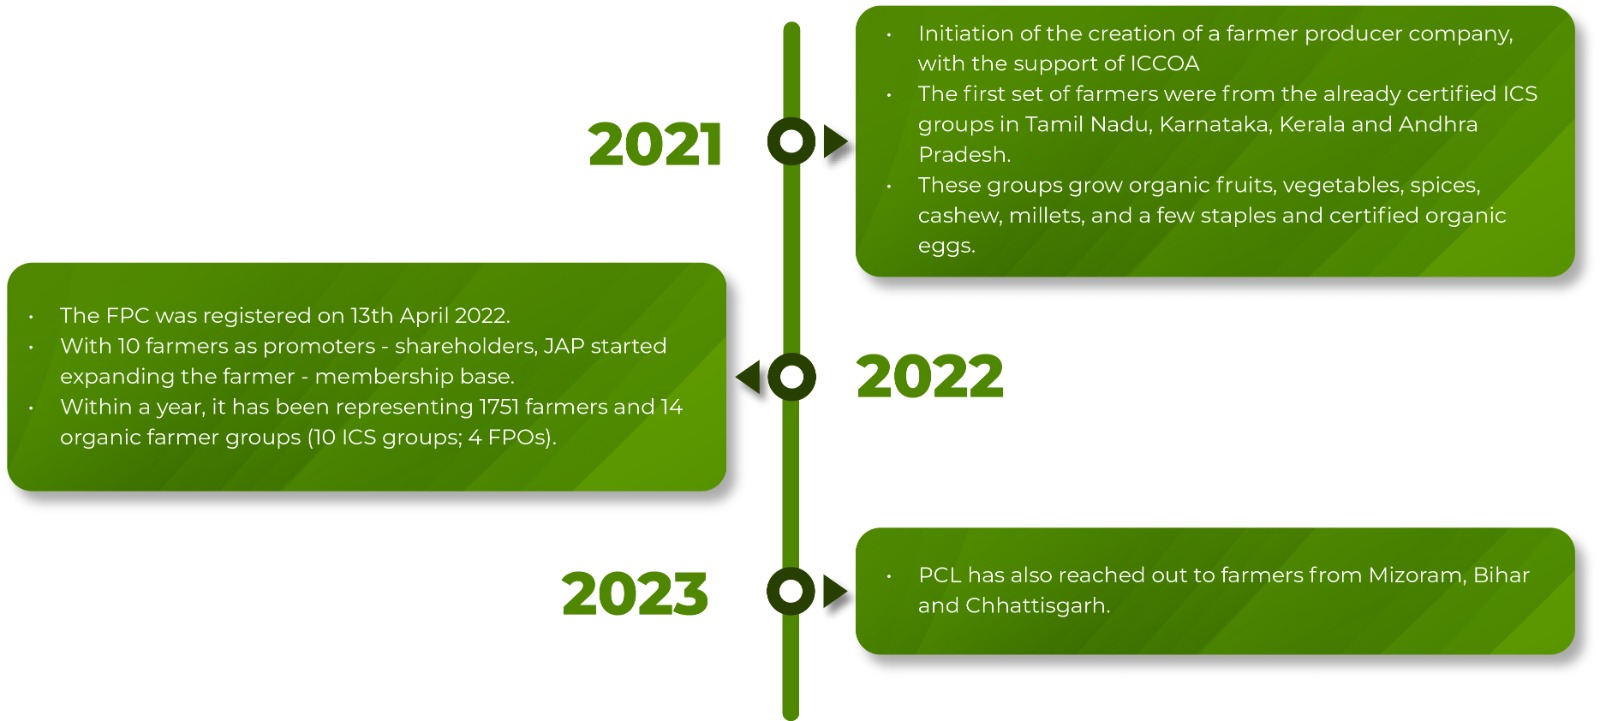 2021
• Initiation of the creation of a farmer producer company,
with the support of ICCOA
• The first set of farmers were from the already certified ICS
groups in Tamil Nadu, Karnataka, Kerala and Andhra
Pradesh.
• These groups grow organic fruits, vegetables, spices,
cashew, millets, and a few staples and certified organic
eggs.
2022
• The FPC was registered on 13th April 2022.
• With 10 farmers as promoters - shareholders, JAP started
expanding the farmer - membership base.
• Within a year, it has been representing 1751 farmers and 14
organic farmer groups (10 ICS groups; 4 FPOs).
2023
• PCL has also reached out to farmers from Mizoram, Bihar
and Chhattisgarh.